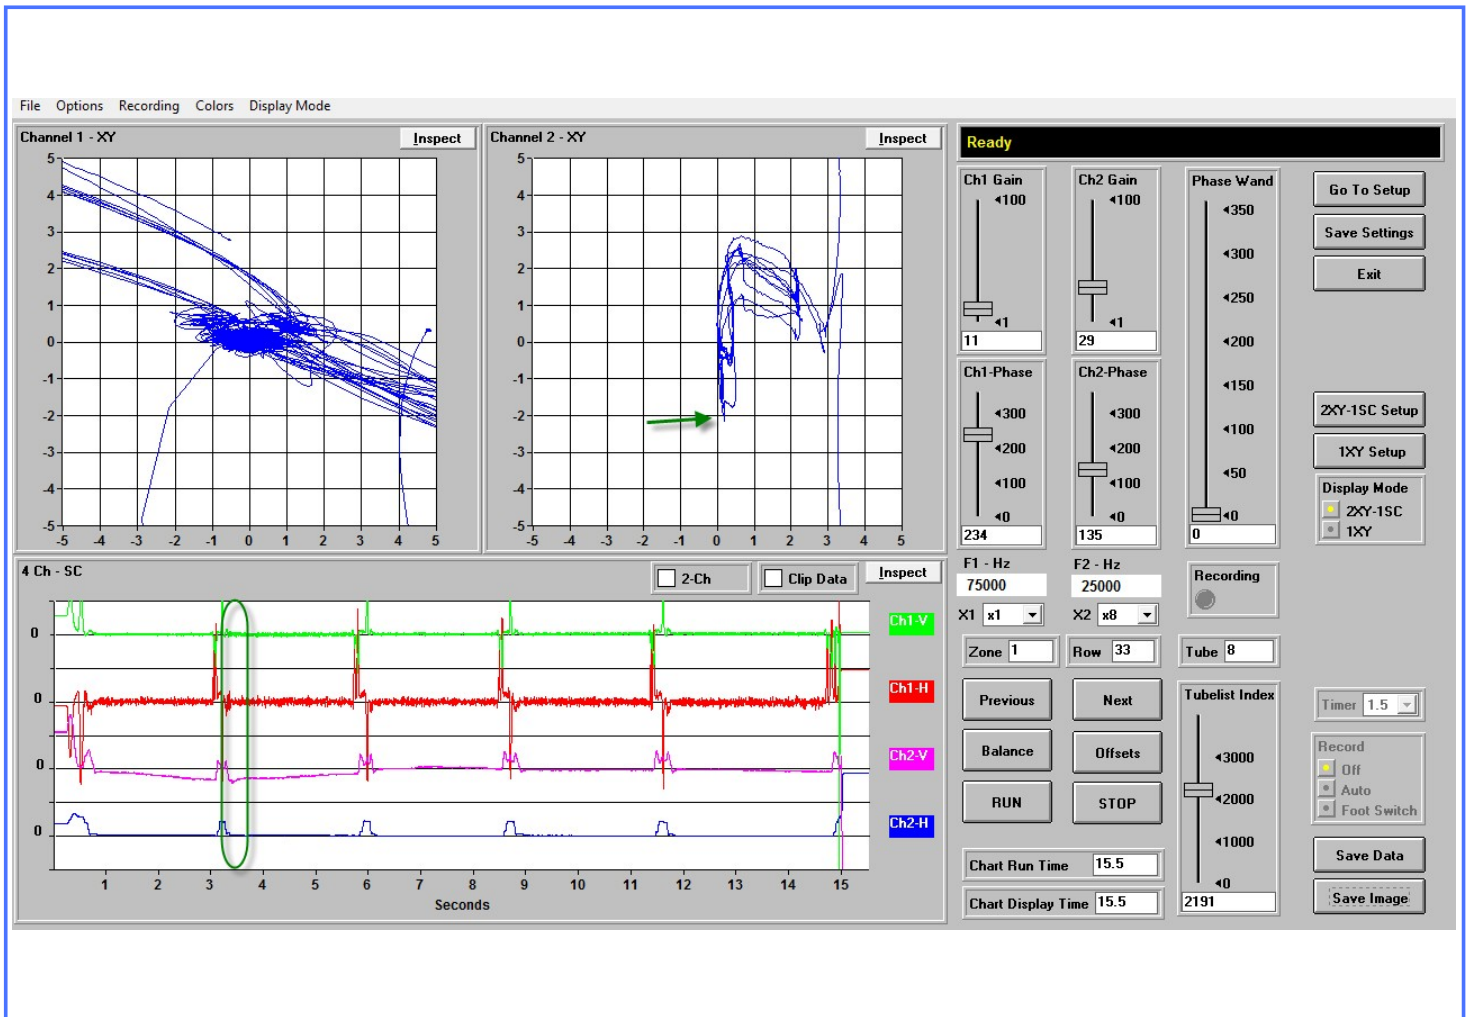 File Options Recording Colors Display Mode
Channel 1 - XY
Inspect
5
4
3
2
1
0
-1
-2
-3
-4
-5
-5 -4 -3 -2 -1 0 1 2 3 4 5
Channel 2 - XY
Inspect
5
4
3
2
1
0
-1
-2
-3
-4
-5
-5 -4 -3 -2 -1 0 1 2 3 4 5
4 Ch - SC
2-Ch
Clip Data
Inspect
0
0
0
0
Ch1-V
Ch1-H
Ch2-V
Ch2-H
1 2 3 4 5 6 7 8 9 10 11 12 13 14 15
Seconds
Ready
Ch1 Gain
100
1
11
Ch2 Gain
100
1
29
Phase Wand
350
300
250
200
150
100
50
0
0
Ch1-Phase
300
200
100
0
234
Ch2-Phase
300
200
100
0
135
Go To Setup
Save Settings
Exit
2XY-1SC Setup
1XY Setup
Display Mode
2XY-1SC
1XY
F1 - Hz
75000
F2 - Hz
25000
Recording
X1 x1
X2 x8
Zone 1
Row 33
Tube 8
Previous
Next
Balance
Offsets
RUN
STOP
Tubelist Index
3000
2000
1000
0
2191
Timer 1.5
Record
Off
Auto
Foot Switch
Chart Run Time 15.5
Chart Display Time 15.5
Save Data
Save Image